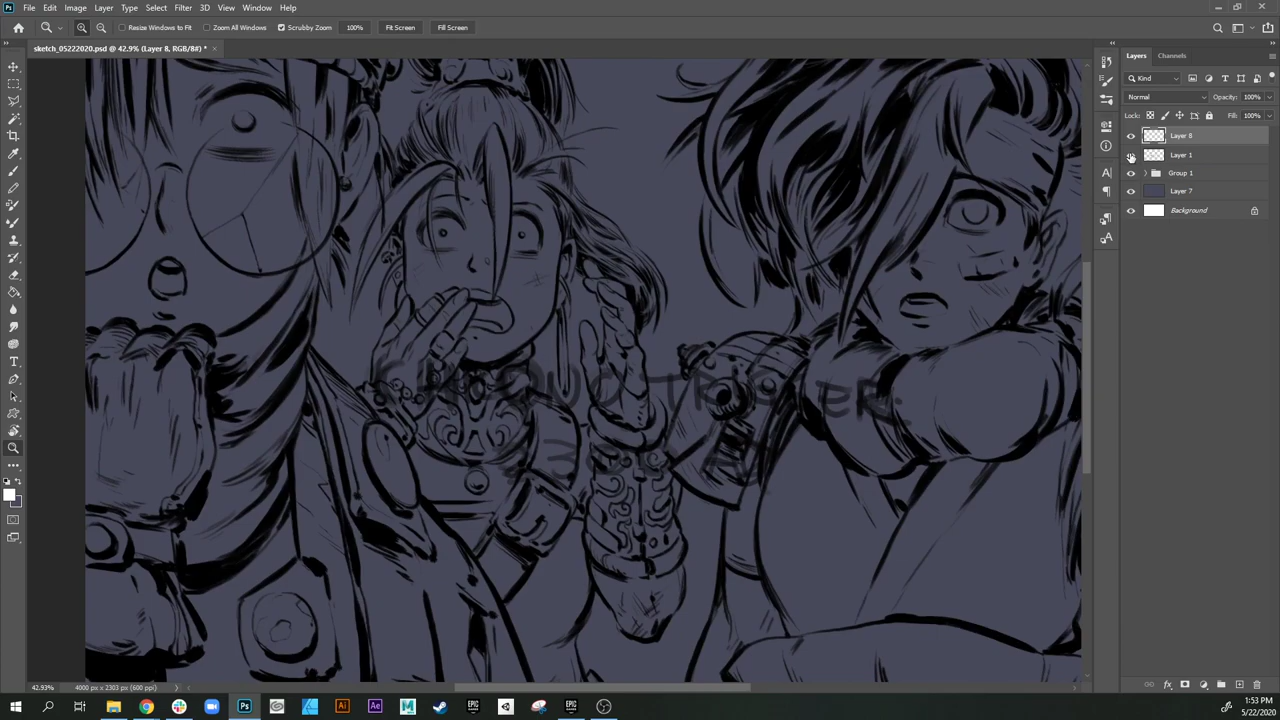 File Edit Image Layer Type Select Filter 3D View Window Help
Resize Windows to Fit Zoom All Windows Scrubby Zoom 100% Fit Screen Fill Screen
sketch_05222020.psd @ 42.9% (Layer 8, RGB/8#) *
Layers Channels
Kind
Normal Opacity: 100%
Lock: Fill: 100%
Layer 8
Layer 1
Group 1
Layer 7
Background
42.93% 4000 px x 2303 px (600 ppi)
1:53 PM
5/22/2020